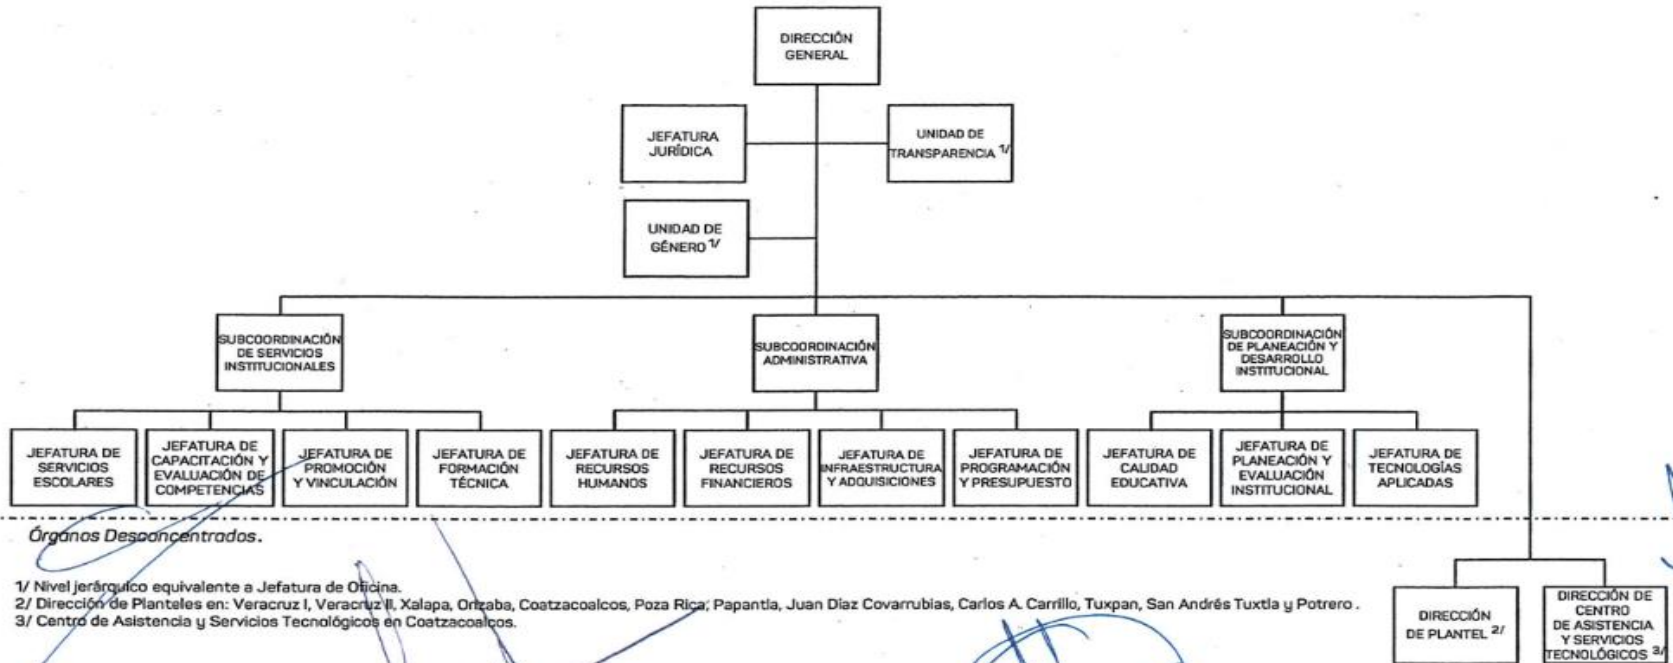 DIRECCIÓN
GENERAL
JEFATURA
JURÍDICA
UNIDAD DE
TRANSPARENCIA 1/
UNIDAD DE
GÉNERO 1/
SUBCOORDINACIÓN
DE SERVICIOS
INSTITUCIONALES
SUBCOORDINACIÓN
ADMINISTRATIVA
SUBCOORDINACIÓN
DE PLANEACIÓN Y
DESARROLLO
INSTITUCIONAL
JEFATURA DE
SERVICIOS
ESCOLARES
JEFATURA DE
CAPACITACIÓN Y
EVALUACIÓN DE
COMPETENCIAS
JEFATURA DE
PROMOCIÓN
Y VINCULACIÓN
JEFATURA DE
FORMACIÓN
TÉCNICA
JEFATURA DE
RECURSOS
HUMANOS
JEFATURA DE
RECURSOS
FINANCIEROS
JEFATURA DE
INFRAESTRUCTURA
Y ADQUISICIONES
JEFATURA DE
PROGRAMACIÓN
Y PRESUPUESTO
JEFATURA DE
CALIDAD
EDUCATIVA
JEFATURA DE
PLANEACIÓN Y
EVALUACIÓN
INSTITUCIONAL
JEFATURA DE
TECNOLOGÍAS
APLICADAS
Órganos Desconcentrados.
1/ Nivel jerárquico equivalente a Jefatura de Oficina.
2/ Dirección de Planteles en: Veracruz I, Veracruz II, Xalapa, Orizaba, Coatzacoalcos, Poza Rica, Papantla, Juan Díaz Covarrubias, Carlos A. Carrillo, Tuxpan, San Andrés Tuxtla y Potrero .
3/ Centro de Asistencia y Servicios Tecnológicos en Coatzacoalcos.
DIRECCIÓN
DE PLANTEL 2/
DIRECCIÓN DE
CENTRO
DE ASISTENCIA
Y SERVICIOS
TECNOLÓGICOS 3/